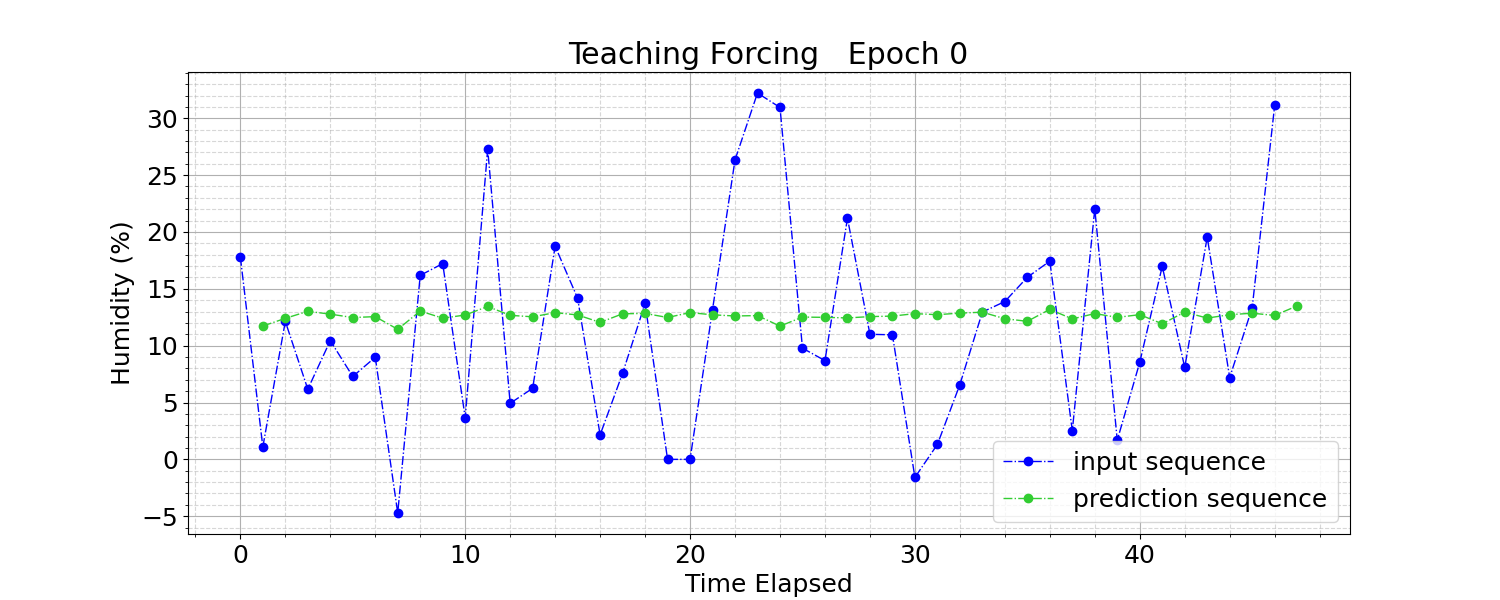 Teaching Forcing   Epoch 0
Humidity (%)
30
25
20
15
10
5
0
−5
input sequence
prediction sequence
0 10 20 30 40
Time Elapsed